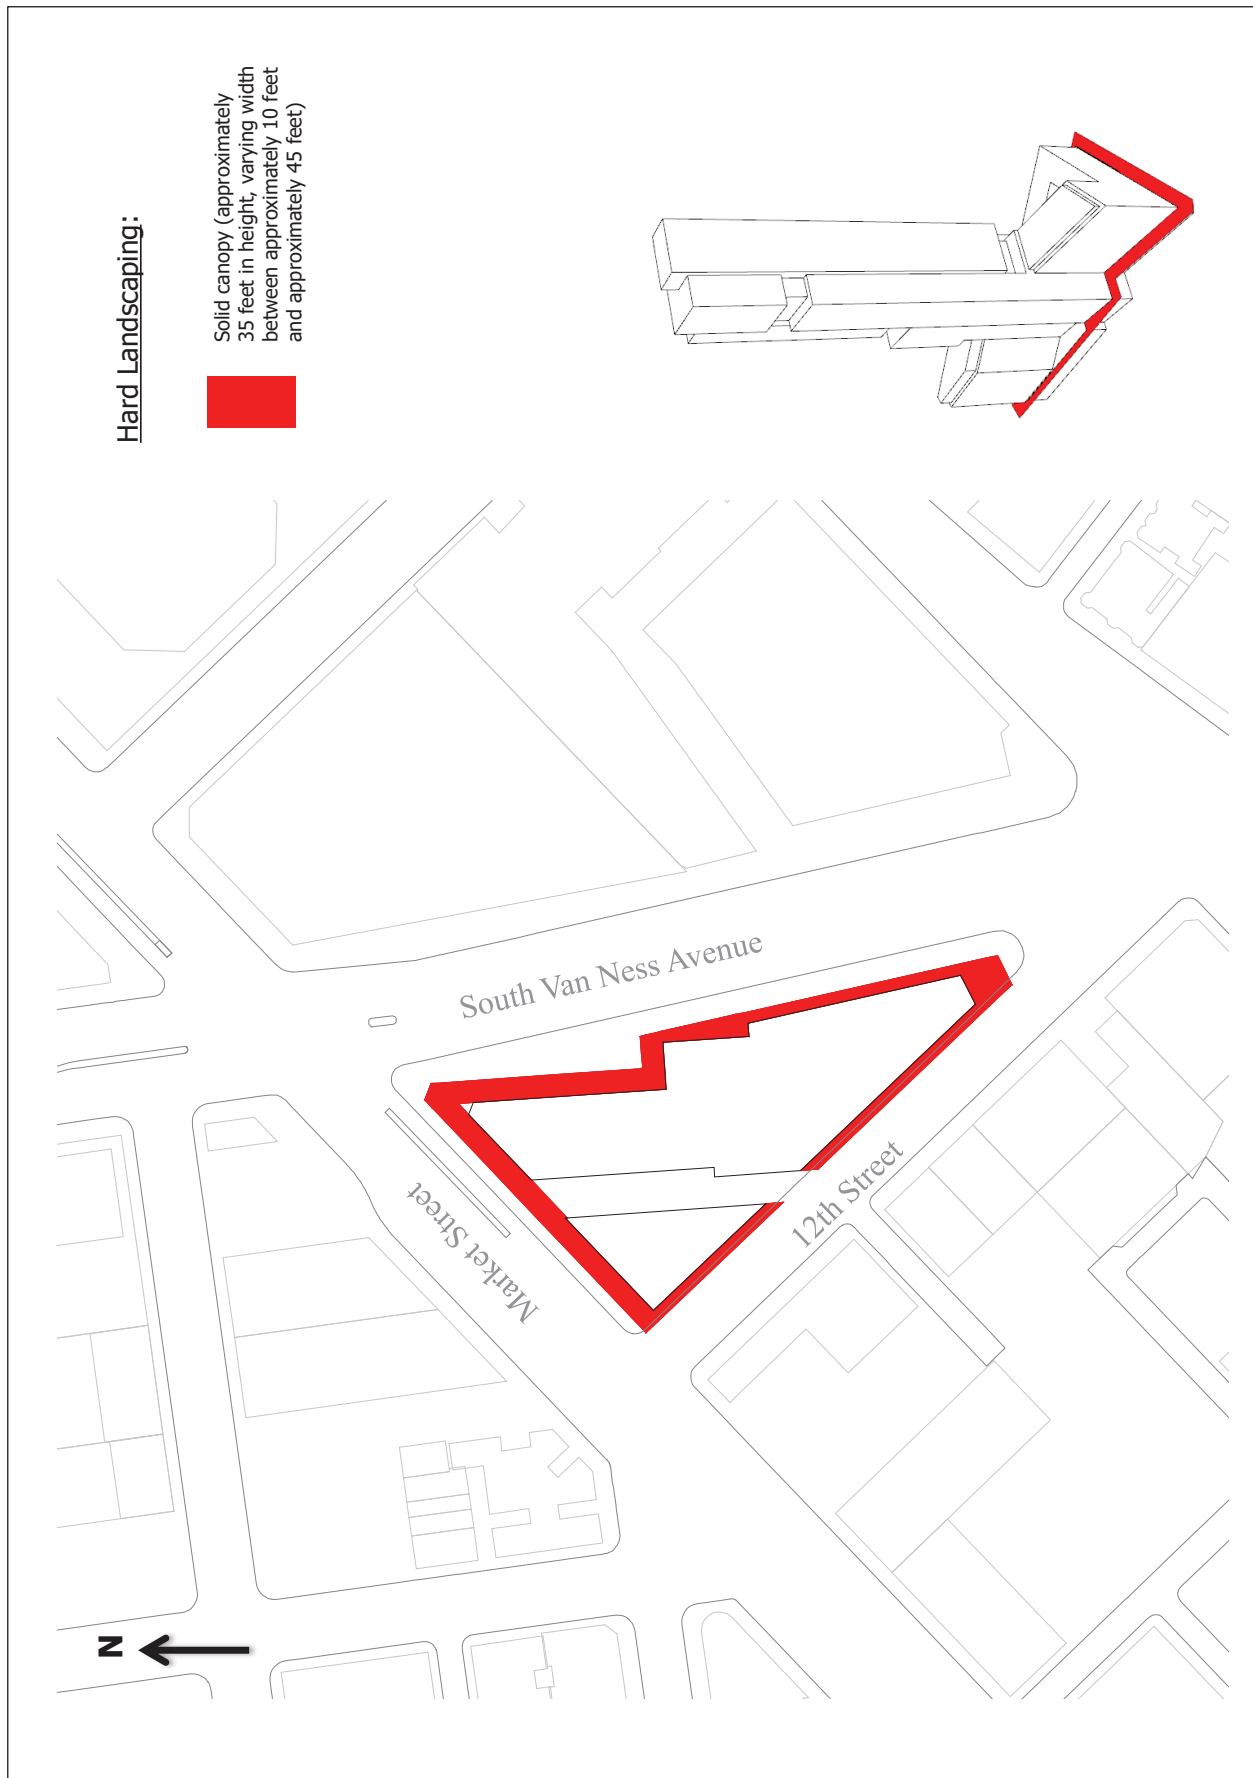 Hard Landscaping:
Solid canopy (approximately
35 feet in height, varying width
between approximately 10 feet
and approximately 45 feet)
South Van Ness Avenue
Market Street
12th Street
N